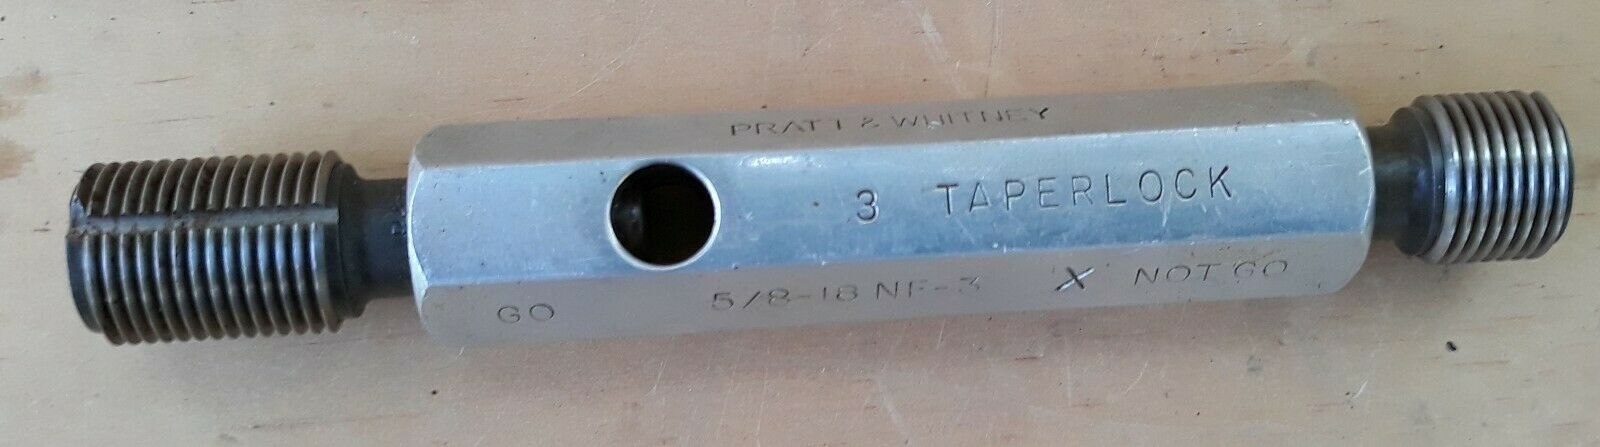 PRATT & WHITNEY
3 TAPERLOCK
GO 5/8-18 NF-3 X NOT GO